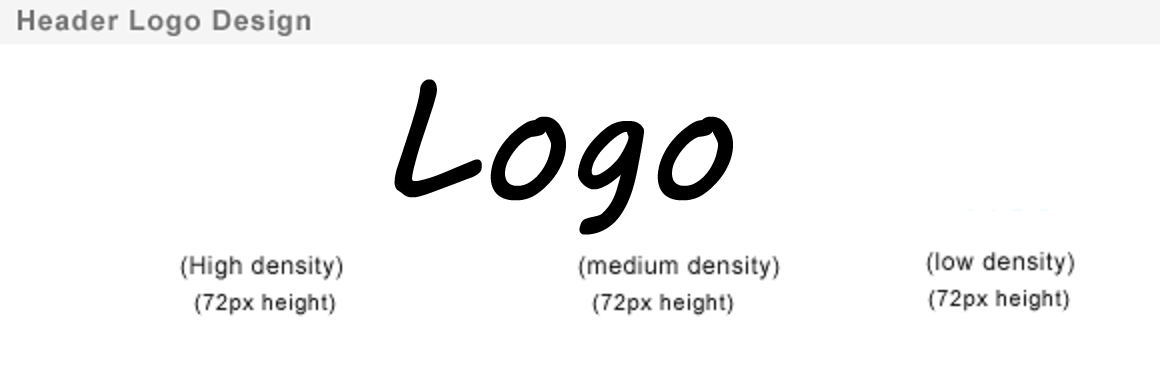 Header Logo Design
Logo
(High density) (medium density) (low density)
(72px height) (72px height) (72px height)